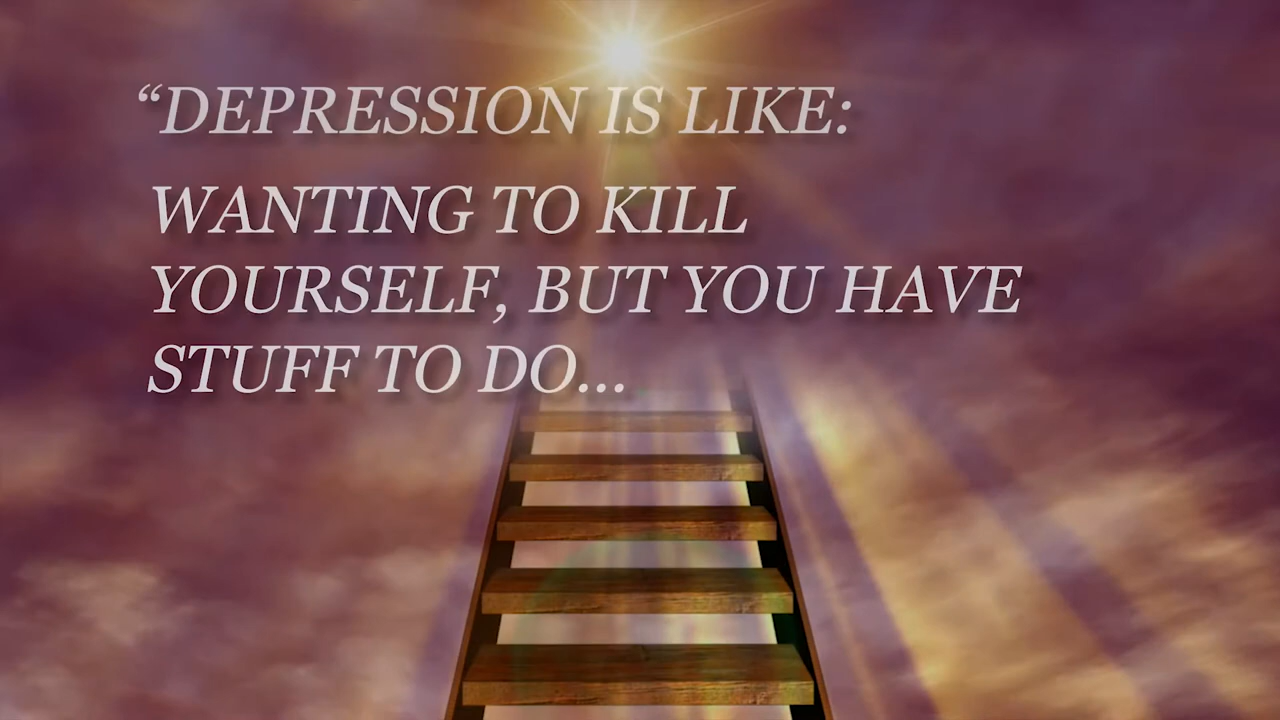 “DEPRESSION IS LIKE:
WANTING TO KILL
YOURSELF, BUT YOU HAVE
STUFF TO DO...